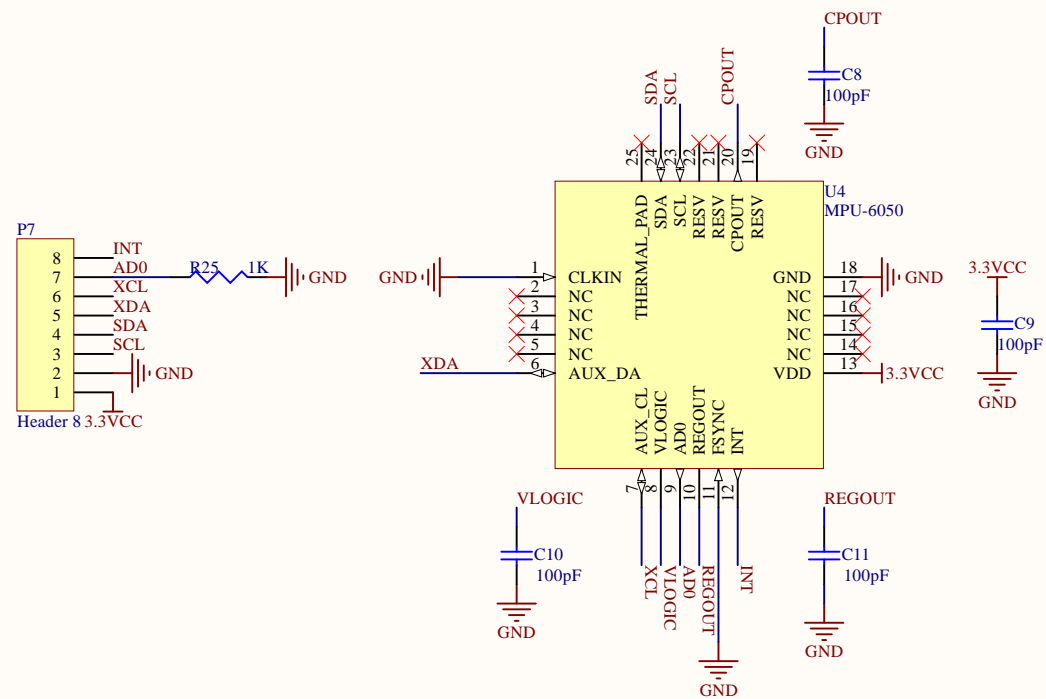 CPOUT
C8
100pF
GND
SDA
SCL
CPOUT
25
24
23
22
21
20
19
U4
MPU-6050
THERMAL_PAD
SDA
SCL
RESV
RESV
CPOUT
RESV
P7
8 INT
7 AD0 R25 1K GND
6 XCL
5 XDA
4 SDA
3 SCL
2 GND
1
Header 8 3.3VCC
GND 1 CLKIN
2 NC
3 NC
4 NC
5 NC
XDA 6 AUX_DA
GND 18 GND
NC 17
NC 16
NC 15
NC 14
VDD 13 3.3VCC
3.3VCC
C9
100pF
GND
AUX_CL
VLOGIC
AD0
REGOUT
FSYNC
INT
7
8
9
10
11
12
XCL
VLOGIC
AD0
REGOUT
INT
GND
VLOGIC
C10
100pF
GND
REGOUT
C11
100pF
GND